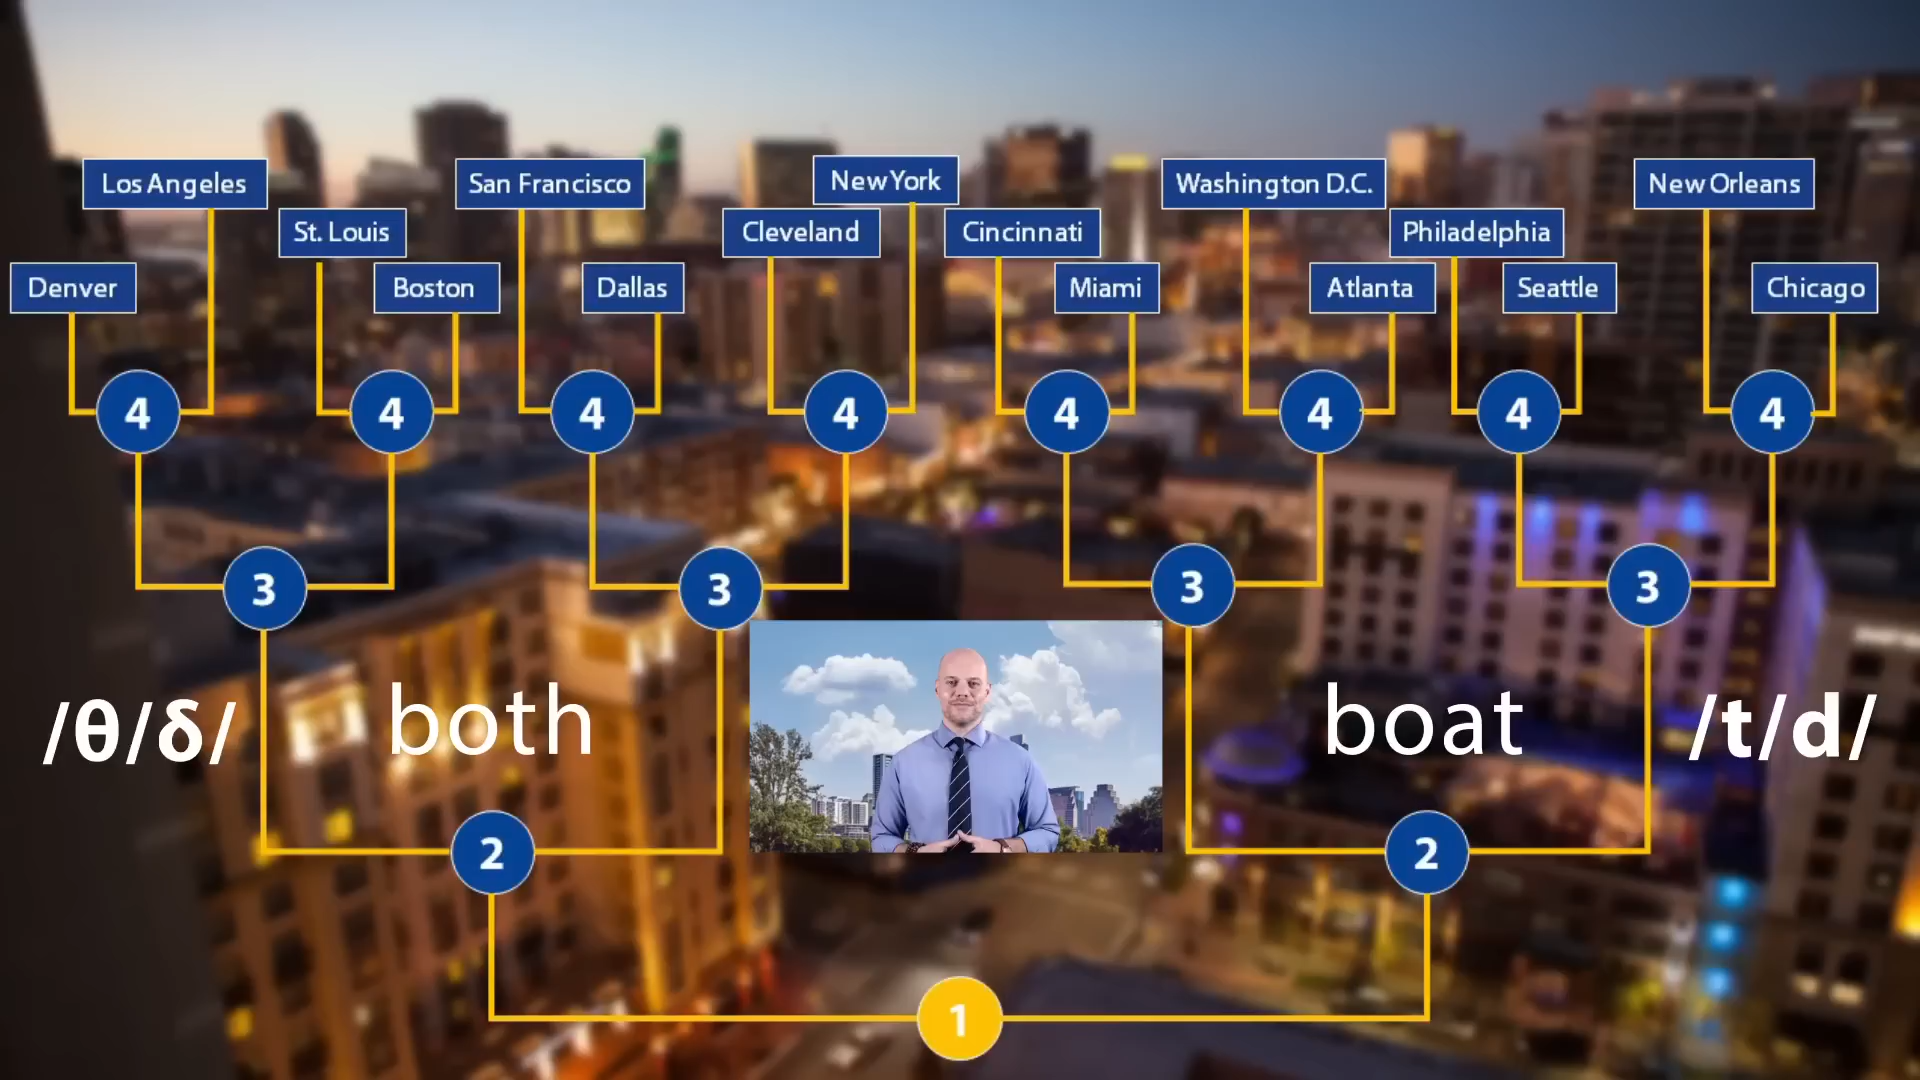 Los Angeles
San Francisco
New York
Washington D.C.
New Orleans
St. Louis
Cleveland
Cincinnati
Philadelphia
Denver
Boston
Dallas
Miami
Atlanta
Seattle
Chicago
4 4 4 4 4 4 4 4
3 3 3 3
/θ/δ/ both boat /t/d/
2 2
1